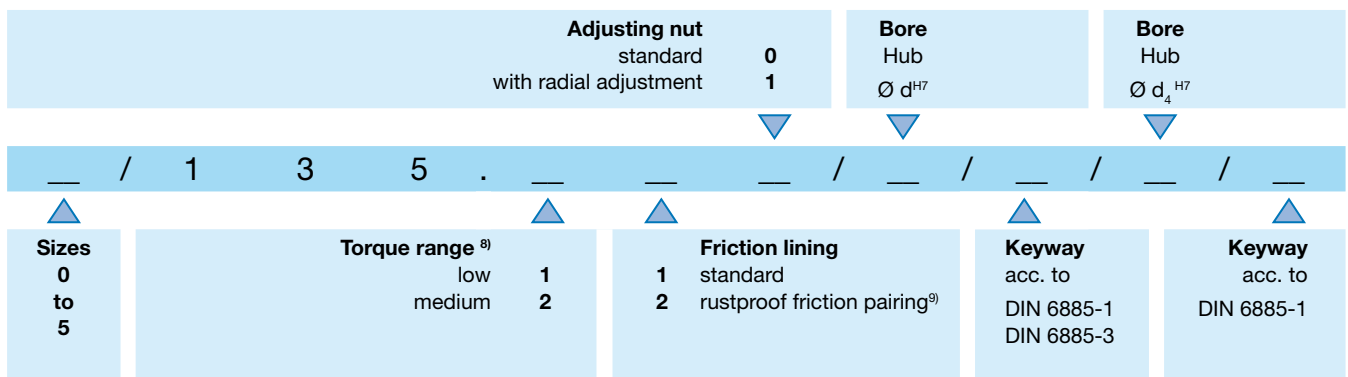 Adjusting nut
standard 0
with radial adjustment 1
Bore
Hub
Ø d^H7
Bore
Hub
Ø d₄^H7
__ / 1 3 5 . __ __ __ / __ / __ / __ / __
Sizes
0
to
5
Torque range ⁸⁾
low 1
medium 2
Friction lining
1 standard
2 rustproof friction pairing⁹⁾
Keyway
acc. to
DIN 6885-1
DIN 6885-3
Keyway
acc. to
DIN 6885-1